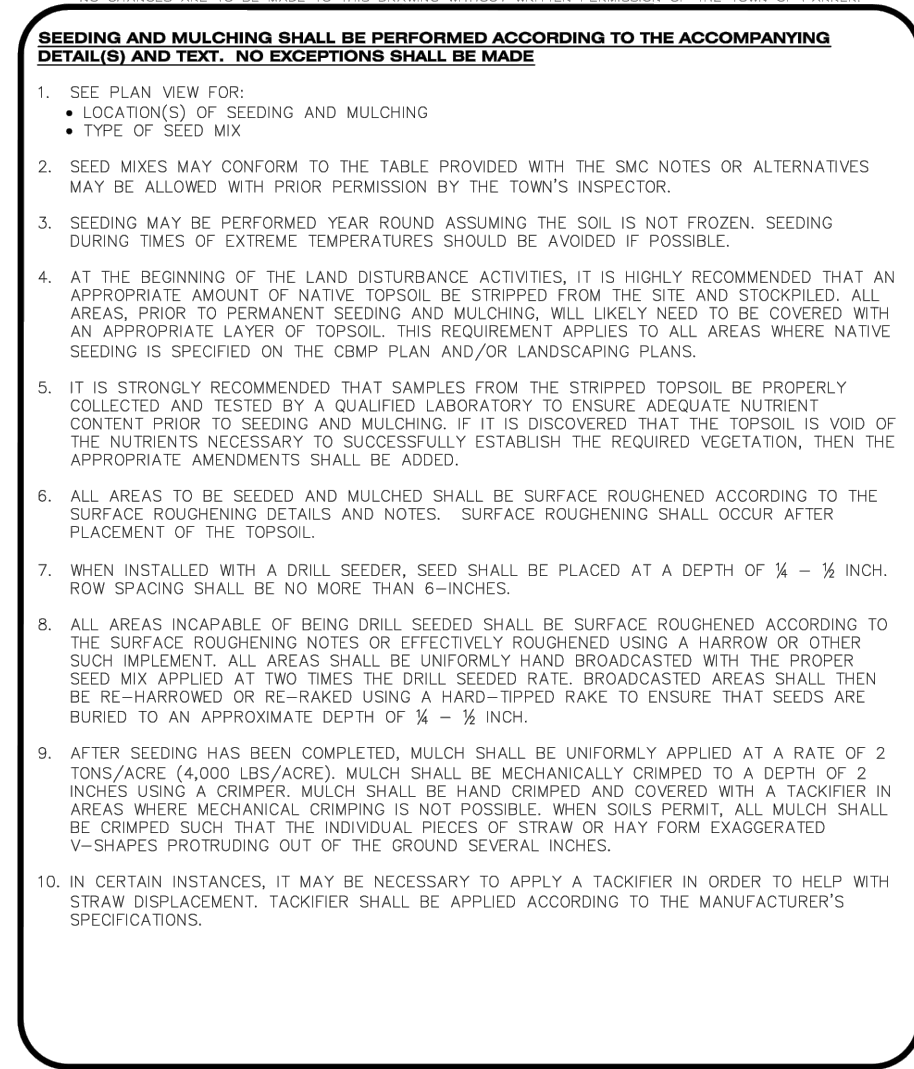 NO CHANGES ARE TO BE MADE TO THIS DRAWING WITHOUT WRITTEN PERMISSION OF THE TOWN OF PARKER.
SEEDING AND MULCHING SHALL BE PERFORMED ACCORDING TO THE ACCOMPANYING
DETAIL(S) AND TEXT. NO EXCEPTIONS SHALL BE MADE
1. SEE PLAN VIEW FOR:
• LOCATION(S) OF SEEDING AND MULCHING
• TYPE OF SEED MIX
2. SEED MIXES MAY CONFORM TO THE TABLE PROVIDED WITH THE SMC NOTES OR ALTERNATIVES
MAY BE ALLOWED WITH PRIOR PERMISSION BY THE TOWN'S INSPECTOR.
3. SEEDING MAY BE PERFORMED YEAR ROUND ASSUMING THE SOIL IS NOT FROZEN. SEEDING
DURING TIMES OF EXTREME TEMPERATURES SHOULD BE AVOIDED IF POSSIBLE.
4. AT THE BEGINNING OF THE LAND DISTURBANCE ACTIVITIES, IT IS HIGHLY RECOMMENDED THAT AN
APPROPRIATE AMOUNT OF NATIVE TOPSOIL BE STRIPPED FROM THE SITE AND STOCKPILED. ALL
AREAS, PRIOR TO PERMANENT SEEDING AND MULCHING, WILL LIKELY NEED TO BE COVERED WITH
AN APPROPRIATE LAYER OF TOPSOIL. THIS REQUIREMENT APPLIES TO ALL AREAS WHERE NATIVE
SEEDING IS SPECIFIED ON THE CBMP PLAN AND/OR LANDSCAPING PLANS.
5. IT IS STRONGLY RECOMMENDED THAT SAMPLES FROM THE STRIPPED TOPSOIL BE PROPERLY
COLLECTED AND TESTED BY A QUALIFIED LABORATORY TO ENSURE ADEQUATE NUTRIENT
CONTENT PRIOR TO SEEDING AND MULCHING. IF IT IS DISCOVERED THAT THE TOPSOIL IS VOID OF
THE NUTRIENTS NECESSARY TO SUCCESSFULLY ESTABLISH THE REQUIRED VEGETATION, THEN THE
APPROPRIATE AMENDMENTS SHALL BE ADDED.
6. ALL AREAS TO BE SEEDED AND MULCHED SHALL BE SURFACE ROUGHENED ACCORDING TO THE
SURFACE ROUGHENING DETAILS AND NOTES. SURFACE ROUGHENING SHALL OCCUR AFTER
PLACEMENT OF THE TOPSOIL.
7. WHEN INSTALLED WITH A DRILL SEEDER, SEED SHALL BE PLACED AT A DEPTH OF ¼ – ½ INCH.
ROW SPACING SHALL BE NO MORE THAN 6–INCHES.
8. ALL AREAS INCAPABLE OF BEING DRILL SEEDED SHALL BE SURFACE ROUGHENED ACCORDING TO
THE SURFACE ROUGHENING NOTES OR EFFECTIVELY ROUGHENED USING A HARROW OR OTHER
SUCH IMPLEMENT. ALL AREAS SHALL BE UNIFORMLY HAND BROADCASTED WITH THE PROPER
SEED MIX APPLIED AT TWO TIMES THE DRILL SEEDED RATE. BROADCASTED AREAS SHALL THEN
BE RE–HARROWED OR RE–RAKED USING A HARD–TIPPED RAKE TO ENSURE THAT SEEDS ARE
BURIED TO AN APPROXIMATE DEPTH OF ¼ – ½ INCH.
9. AFTER SEEDING HAS BEEN COMPLETED, MULCH SHALL BE UNIFORMLY APPLIED AT A RATE OF 2
TONS/ACRE (4,000 LBS/ACRE). MULCH SHALL BE MECHANICALLY CRIMPED TO A DEPTH OF 2
INCHES USING A CRIMPER. MULCH SHALL BE HAND CRIMPED AND COVERED WITH A TACKIFIER IN
AREAS WHERE MECHANICAL CRIMPING IS NOT POSSIBLE. WHEN SOILS PERMIT, ALL MULCH SHALL
BE CRIMPED SUCH THAT THE INDIVIDUAL PIECES OF STRAW OR HAY FORM EXAGGERATED
V–SHAPES PROTRUDING OUT OF THE GROUND SEVERAL INCHES.
10. IN CERTAIN INSTANCES, IT MAY BE NECESSARY TO APPLY A TACKIFIER IN ORDER TO HELP WITH
STRAW DISPLACEMENT. TACKIFIER SHALL BE APPLIED ACCORDING TO THE MANUFACTURER'S
SPECIFICATIONS.